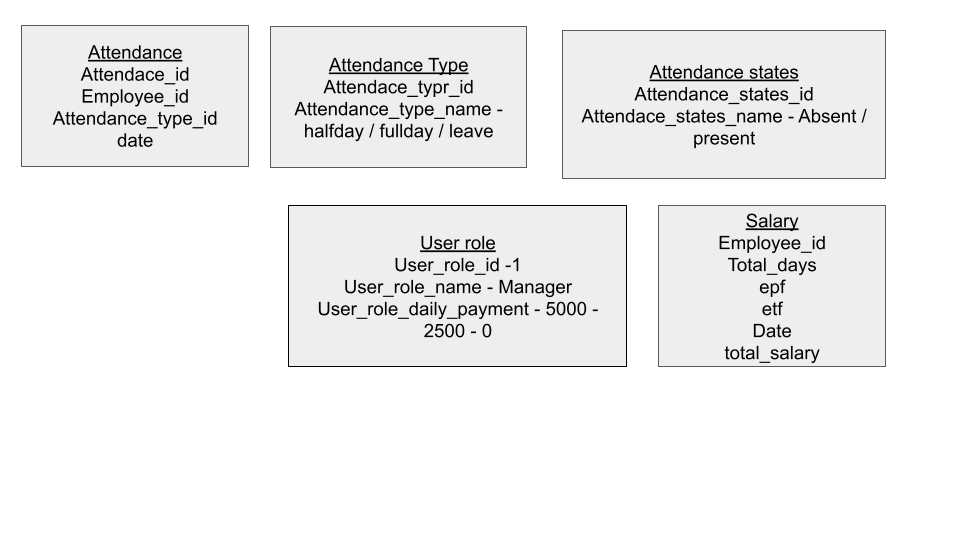 Attendance
Attendace_id
Employee_id
Attendance_type_id
date
Attendance Type
Attendace_typr_id
Attendance_type_name -
halfday / fullday / leave
Attendance states
Attendance_states_id
Attendace_states_name - Absent /
present
User role
User_role_id -1
User_role_name - Manager
User_role_daily_payment - 5000 -
2500 - 0
Salary
Employee_id
Total_days
epf
etf
Date
total_salary